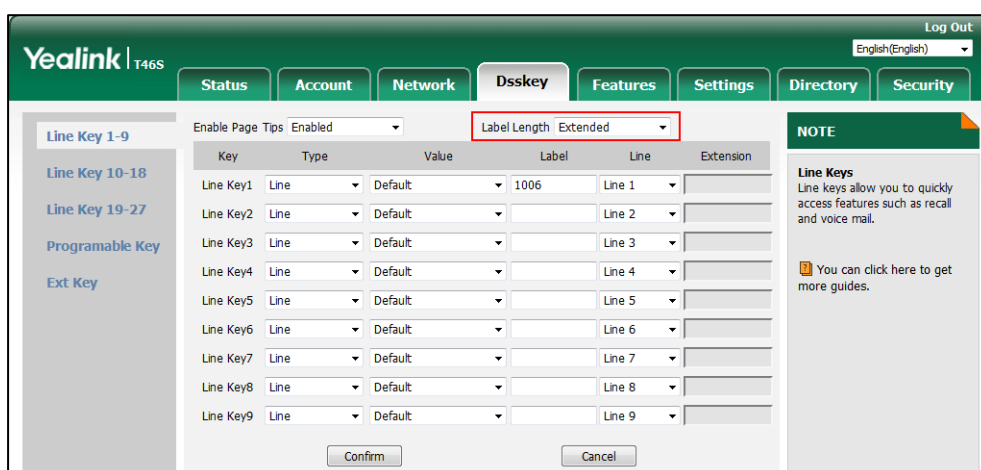 Log Out
Yealink T46S
English(English)
Status Account Network Dsskey Features Settings Directory Security
Line Key 1-9
Line Key 10-18
Line Key 19-27
Programable Key
Ext Key
Enable Page Tips Enabled Label Length Extended
Key Type Value Label Line Extension
Line Key1 Line Default 1006 Line 1
Line Key2 Line Default Line 2
Line Key3 Line Default Line 3
Line Key4 Line Default Line 4
Line Key5 Line Default Line 5
Line Key6 Line Default Line 6
Line Key7 Line Default Line 7
Line Key8 Line Default Line 8
Line Key9 Line Default Line 9
Confirm Cancel
NOTE
Line Keys
Line keys allow you to quickly
access features such as recall
and voice mail.
You can click here to get
more guides.